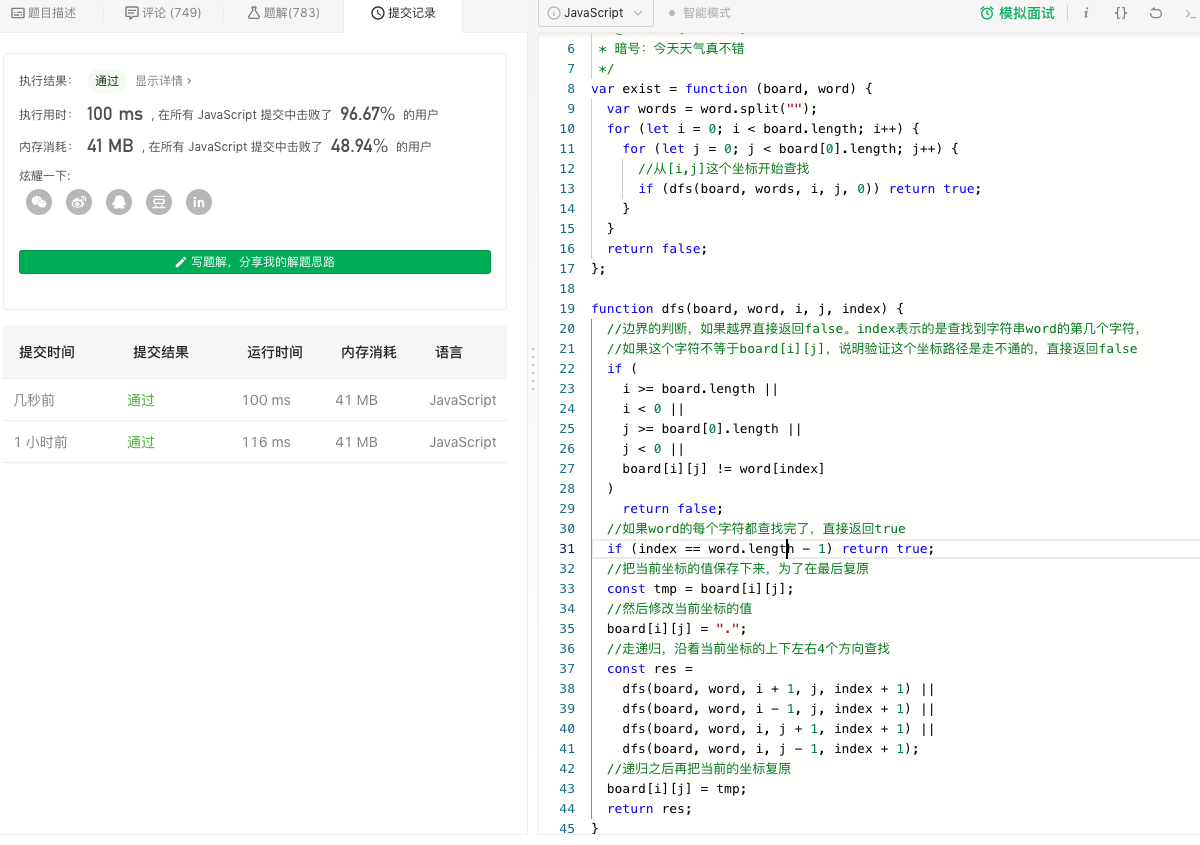 题目描述
评论 (749)
题解(783)
提交记录
执行结果： 通过 显示详情 ›
执行用时： 100 ms , 在所有 JavaScript 提交中击败了 96.67% 的用户
内存消耗： 41 MB , 在所有 JavaScript 提交中击败了 48.94% 的用户
炫耀一下:
in
写题解，分享我的解题思路
提交时间 提交结果 运行时间 内存消耗 语言
几秒前 通过 100 ms 41 MB JavaScript
1 小时前 通过 116 ms 41 MB JavaScript
JavaScript
智能模式
模拟面试
i {} >_
6 * 暗号：今天天气真不错
7 */
8 var exist = function (board, word) {
9 var words = word.split("");
10 for (let i = 0; i < board.length; i++) {
11 for (let j = 0; j < board[0].length; j++) {
12 //从[i,j]这个坐标开始查找
13 if (dfs(board, words, i, j, 0)) return true;
14 }
15 }
16 return false;
17 };
18
19 function dfs(board, word, i, j, index) {
20 //边界的判断，如果越界直接返回false。index表示的是查找到字符串word的第几个字符，
21 //如果这个字符不等于board[i][j]，说明验证这个坐标路径是走不通的，直接返回false
22 if (
23 i >= board.length ||
24 i < 0 ||
25 j >= board[0].length ||
26 j < 0 ||
27 board[i][j] != word[index]
28 )
29 return false;
30 //如果word的每个字符都查找完了，直接返回true
31 if (index == word.length - 1) return true;
32 //把当前坐标的值保存下来，为了在最后复原
33 const tmp = board[i][j];
34 //然后修改当前坐标的值
35 board[i][j] = ".";
36 //走递归，沿着当前坐标的上下左右4个方向查找
37 const res =
38 dfs(board, word, i + 1, j, index + 1) ||
39 dfs(board, word, i - 1, j, index + 1) ||
40 dfs(board, word, i, j + 1, index + 1) ||
41 dfs(board, word, i, j - 1, index + 1);
42 //递归之后再把当前的坐标复原
43 board[i][j] = tmp;
44 return res;
45 }